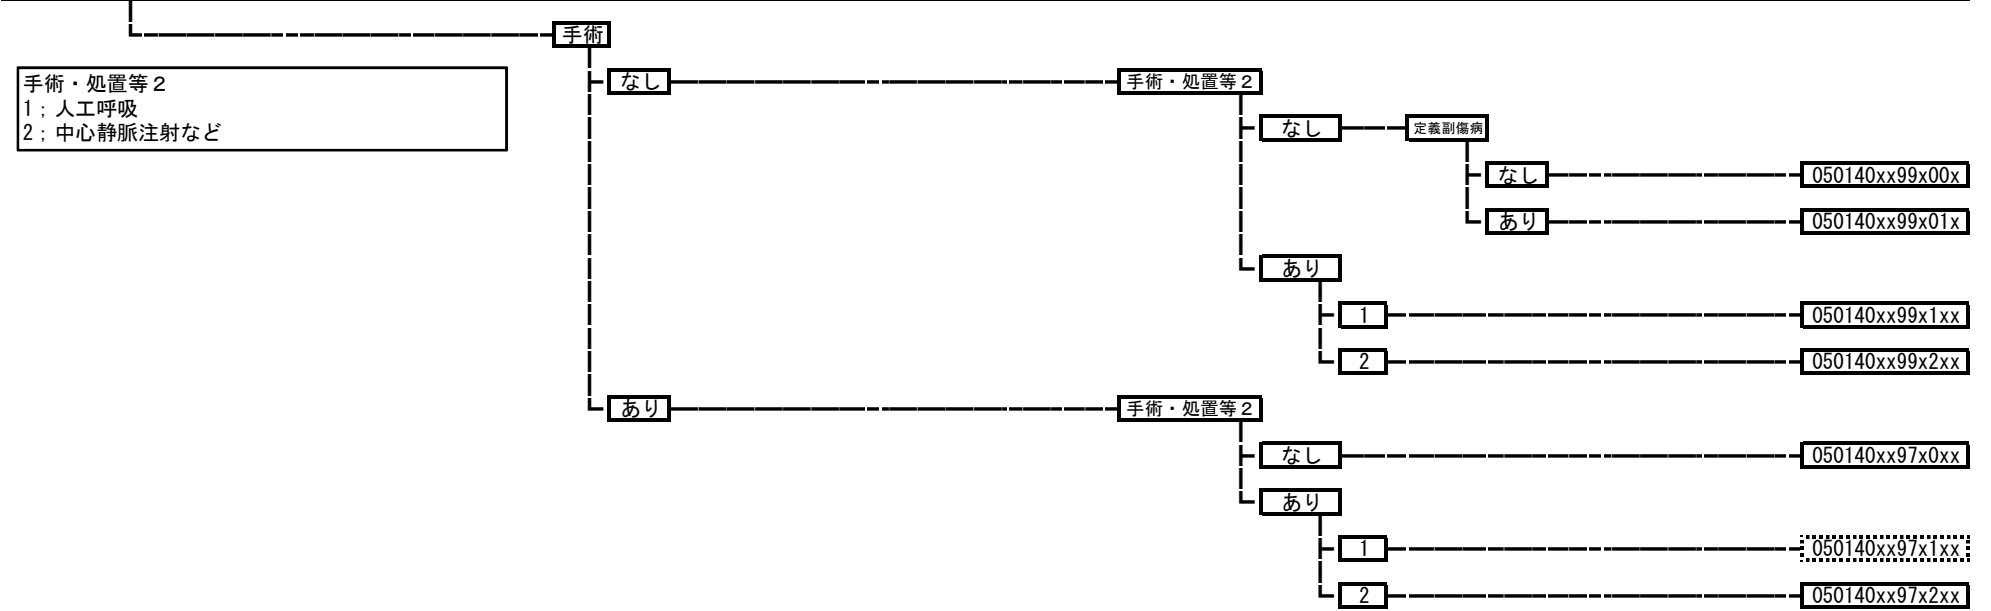 手術
手術・処置等２
1；人工呼吸
2；中心静脈注射など
なし
手術・処置等２
なし
定義副傷病
なし
050140xx99x00x
あり
050140xx99x01x
あり
1
050140xx99x1xx
2
050140xx99x2xx
あり
手術・処置等２
なし
050140xx97x0xx
あり
1
050140xx97x1xx
2
050140xx97x2xx